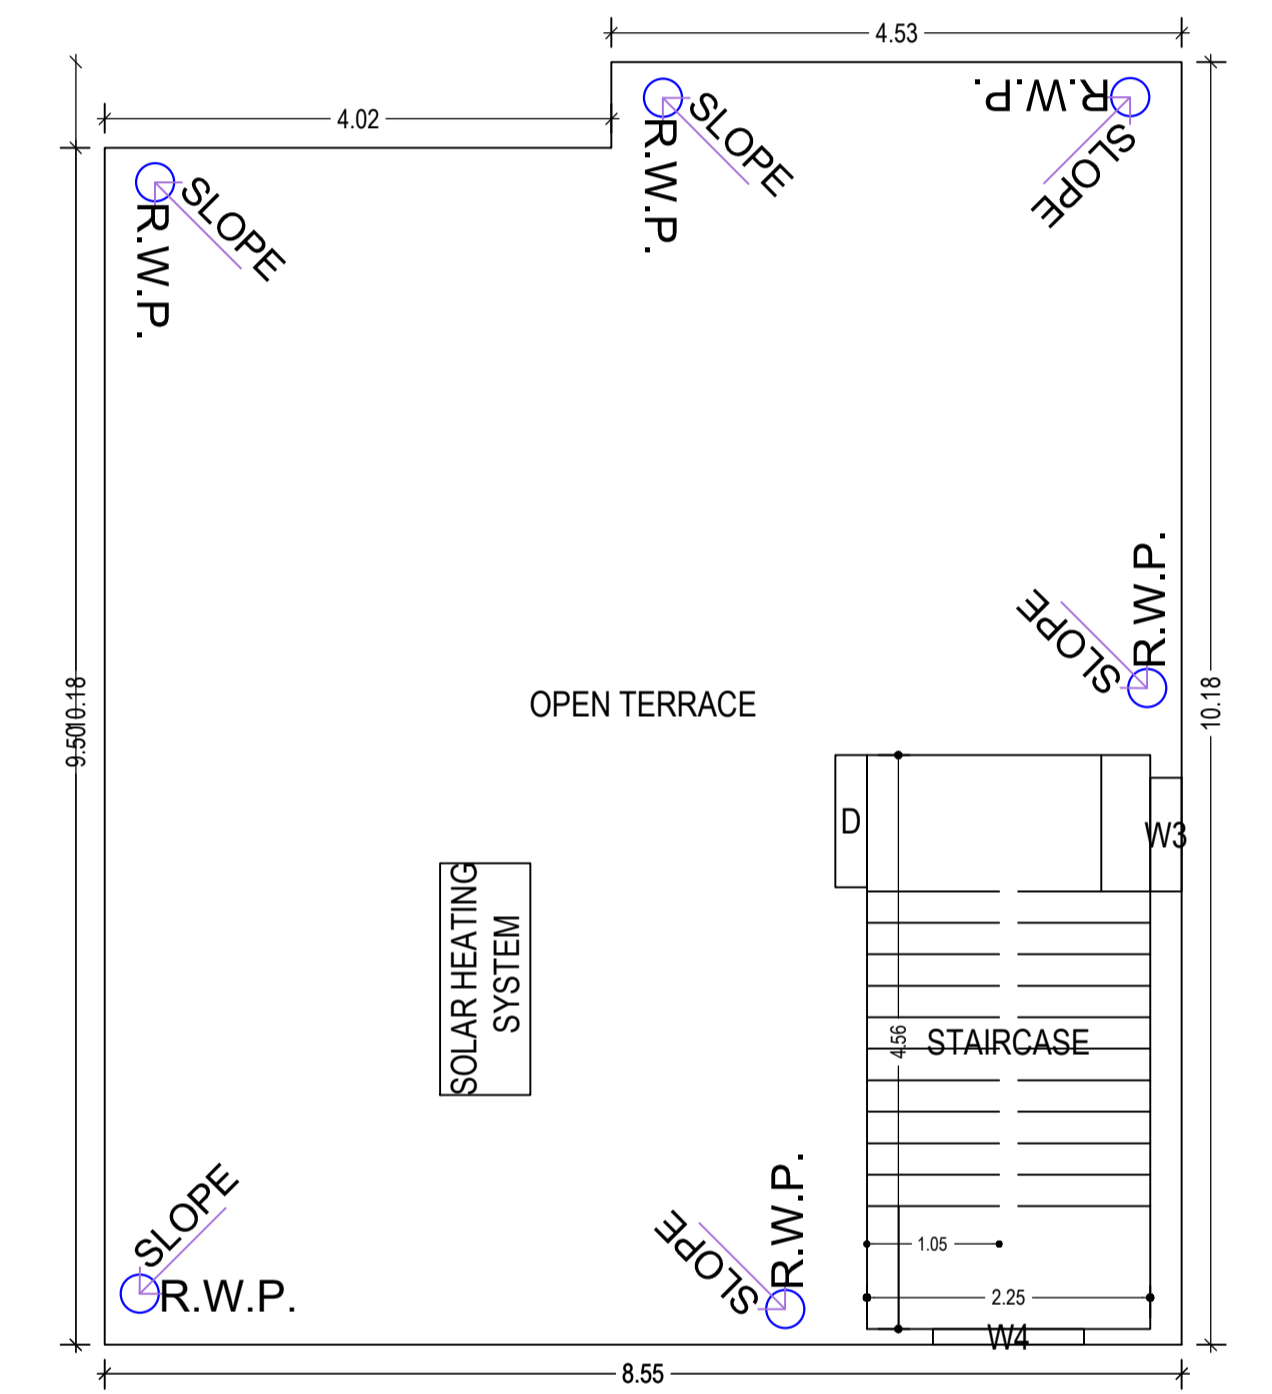 4.53
4.02
SLOPE
R.W.P.
SLOPE
R.W.P.
R.W.P.
SLOPE
R.W.P.
SLOPE
10.18
9.50
10.18
OPEN TERRACE
D
W3
SOLAR HEATING
SYSTEM
4.56
STAIRCASE
SLOPE
R.W.P.
R.W.P.
SLOPE
1.05
2.25
W4
8.55